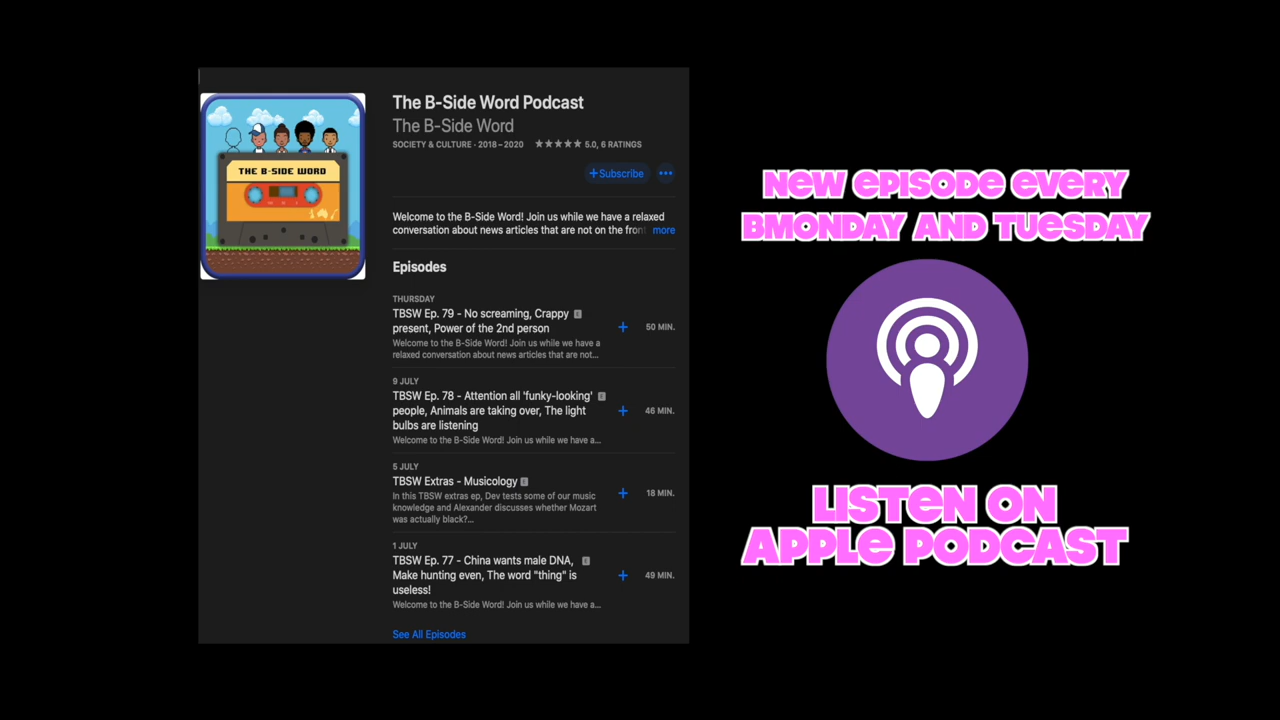 The B-Side Word Podcast
The B-Side Word
SOCIETY & CULTURE · 2018–2020 ★★★★★ 5.0, 6 RATINGS
+Subscribe
THE B-SIDE WORD
Welcome to the B-Side Word! Join us while we have a relaxed
conversation about news articles that are not on the fron more
Episodes
THURSDAY
TBSW Ep. 79 - No screaming, Crappy E
present, Power of the 2nd person
50 MIN.
Welcome to the B-Side Word! Join us while we have a
relaxed conversation about news articles that are not...
9 JULY
TBSW Ep. 78 - Attention all 'funky-looking' E
people, Animals are taking over, The light
bulbs are listening
46 MIN.
Welcome to the B-Side Word! Join us while we have a...
5 JULY
TBSW Extras - Musicology E
18 MIN.
In this TBSW extras ep, Dev tests some of our music
knowledge and Alexander discusses whether Mozart
was actually black?...
1 JULY
TBSW Ep. 77 - China wants male DNA, E
Make hunting even, The word "thing" is
useless!
49 MIN.
Welcome to the B-Side Word! Join us while we have a...
See All Episodes
NEW EPISODE EVERY
BMONDAY AND TUESDAY
LISTEN ON
APPLE PODCAST